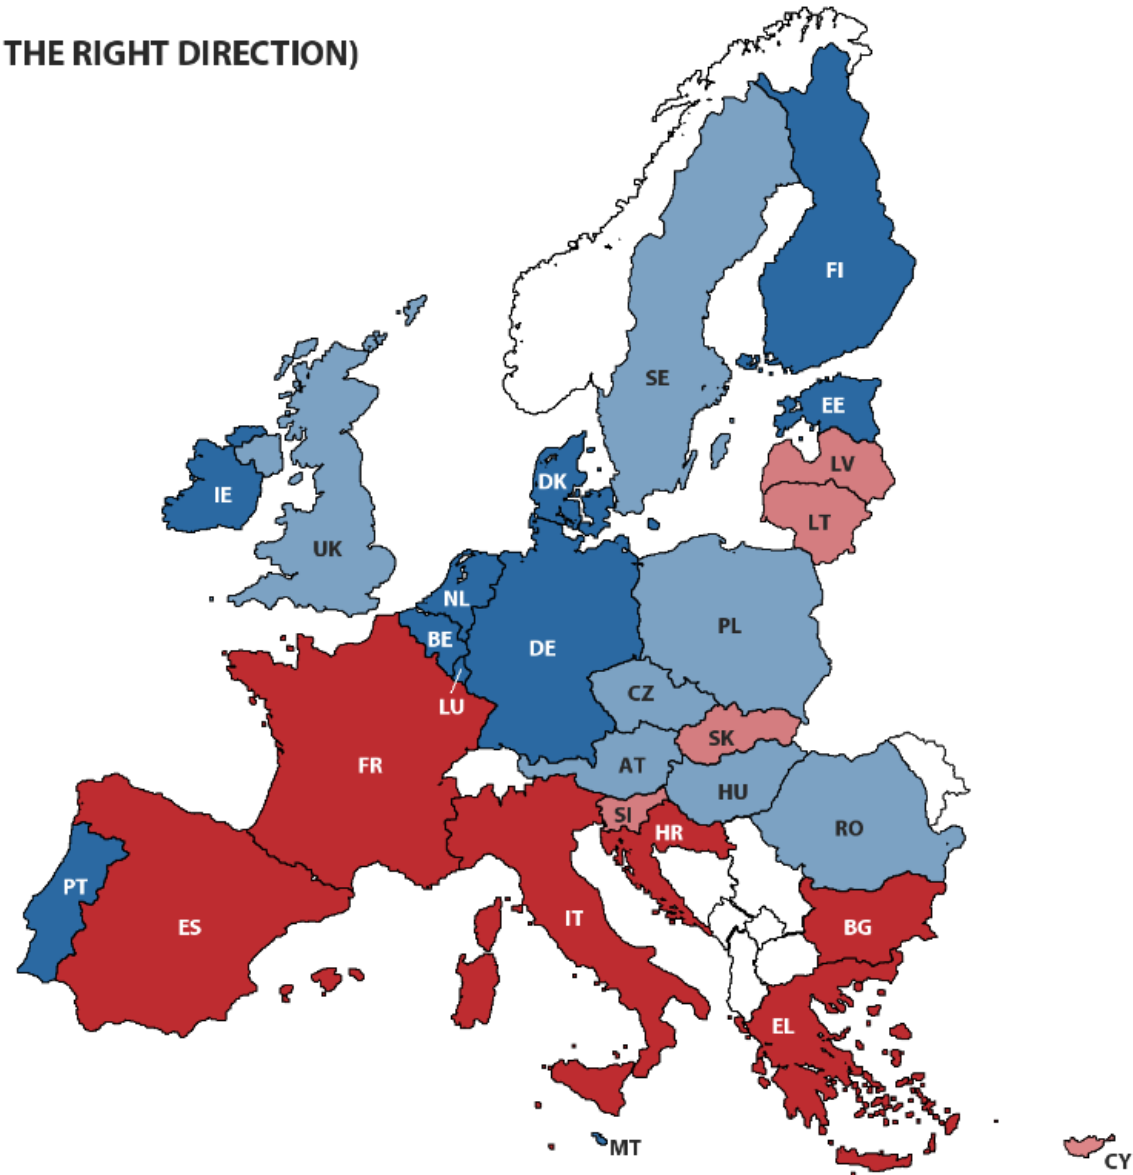 THE RIGHT DIRECTION)
FI
SE
EE
LV
DK
IE
LT
UK
NL
PL
BE
DE
CZ
LU
SK
FR
AT
HU
SI
RO
HR
PT
IT
ES
BG
EL
MT
CY